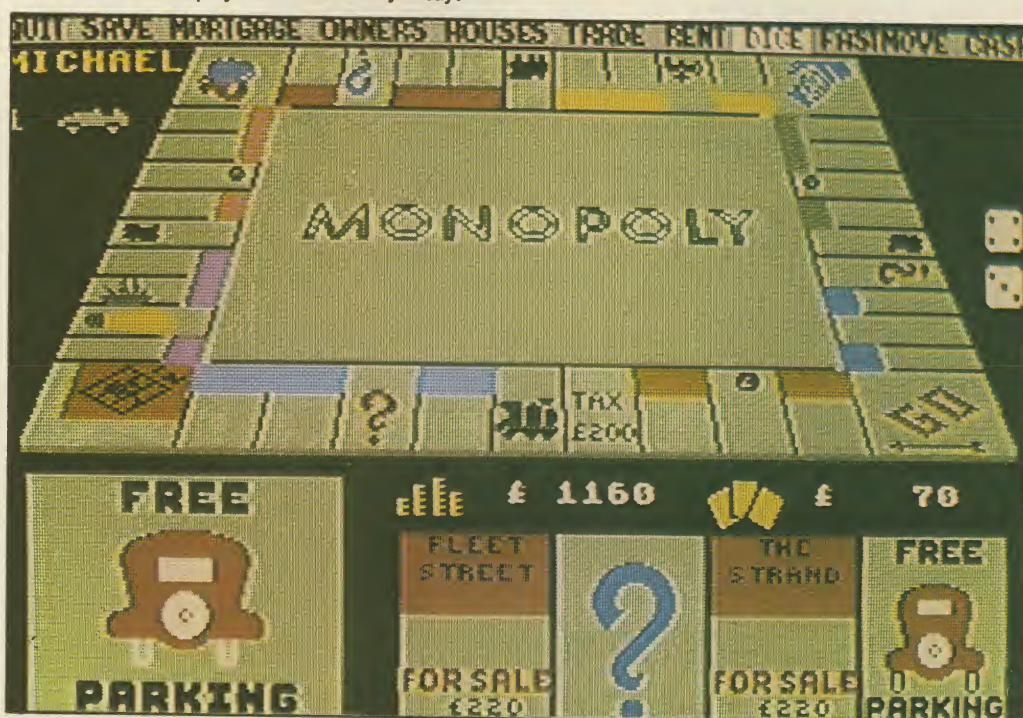 QUIT SAVE MORTGAGE OWNERS HOUSES TRADE RENT DICE FASTMOVE CASH
MICHAEL
MONOPOLY
TAX
£200
GO
£ 1160
£ 70
FREE
PARKING
FLEET
STREET
FOR SALE
£220
?
THE
STRAND
FOR SALE
£220
FREE
PARKING